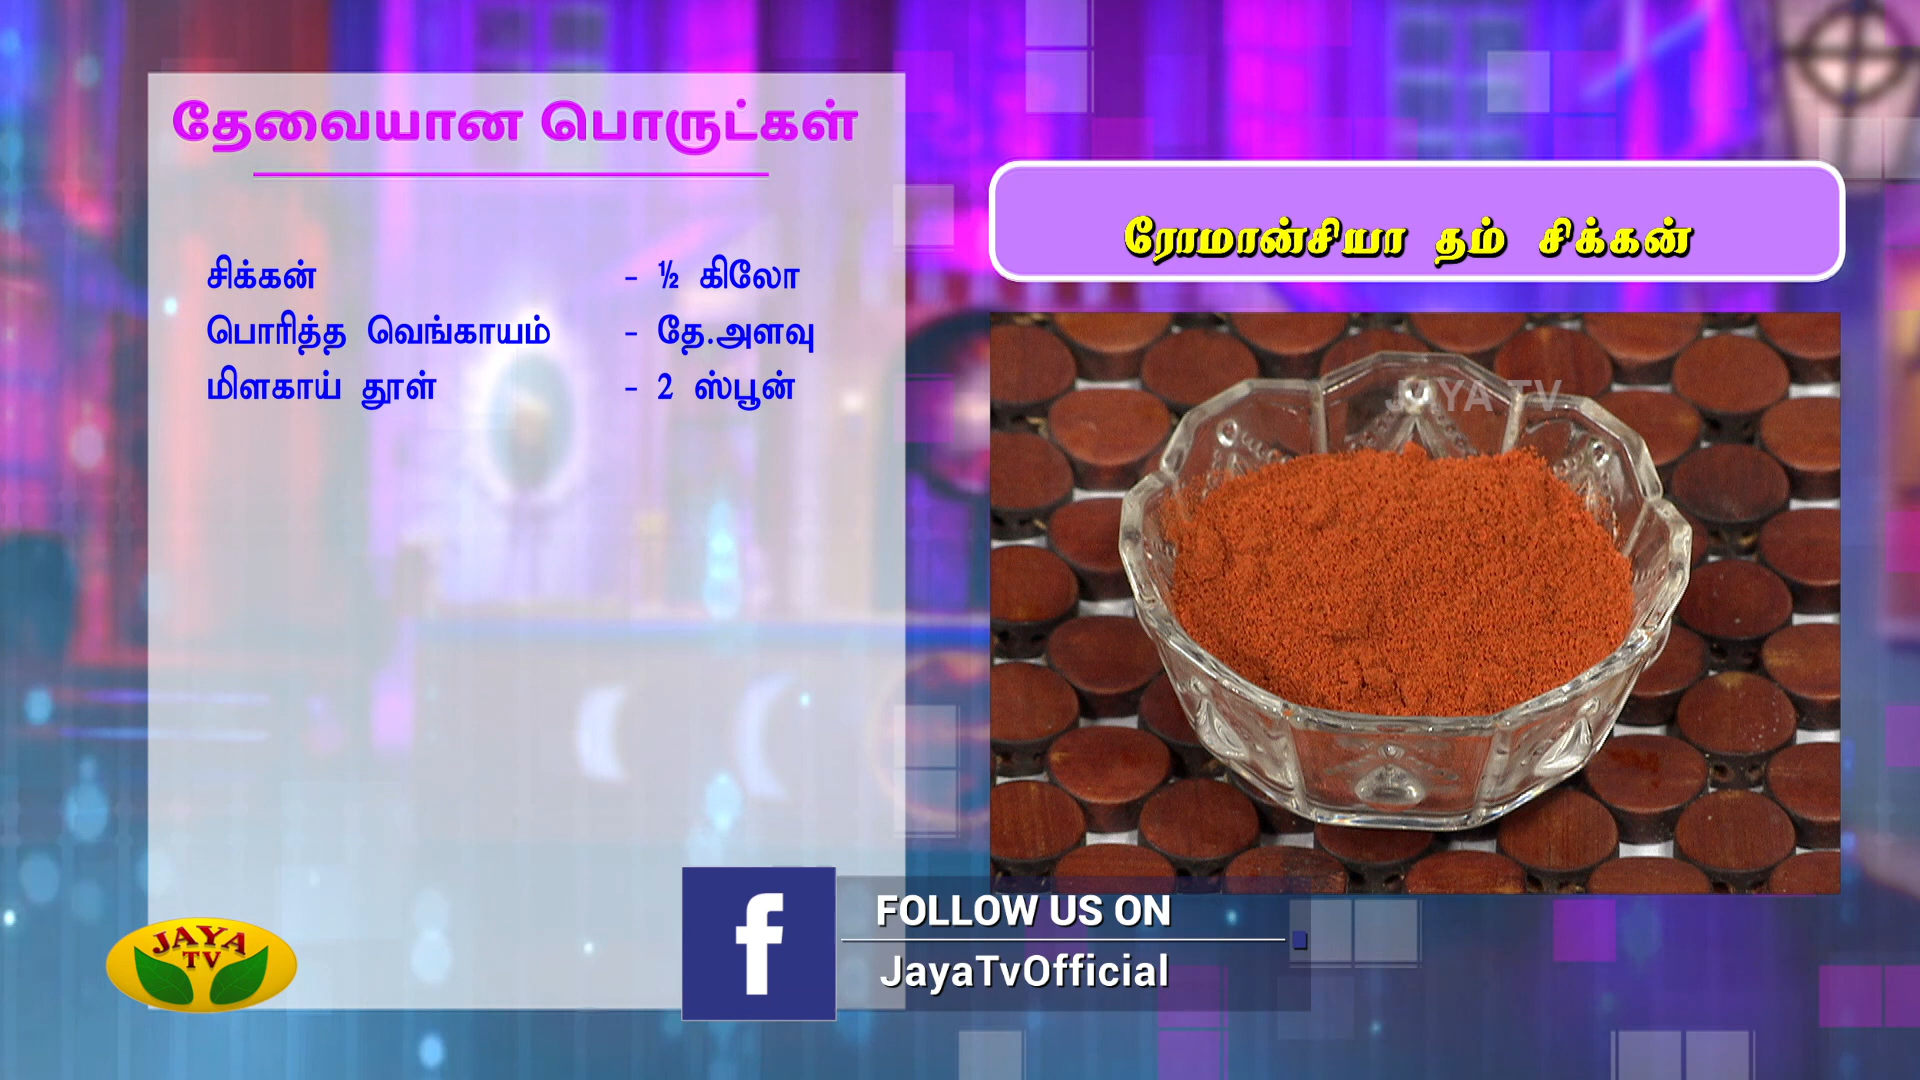 தேவையான பொருட்கள்
சிக்கன் - ½ கிலோ
பொரித்த வெங்காயம் - தே.அளவு
மிளகாய் தூள் - 2 ஸ்பூன்
ரோமான்சியா தம் சிக்கன்
JAYA TV
JAYA
TV
f
FOLLOW US ON
JayaTvOfficial